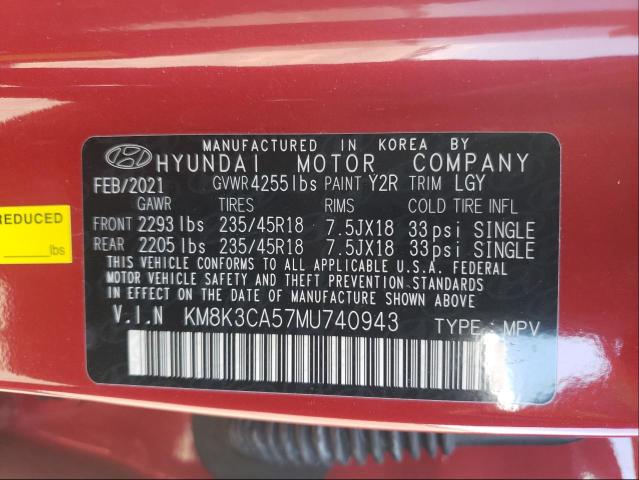 MANUFACTURED IN KOREA BY
HYUNDAI MOTOR COMPANY
FEB/2021 GVWR 4255lbs PAINT Y2R TRIM LGY
GAWR TIRES RIMS COLD TIRE INFL
FRONT 2293lbs 235/45R18 7.5JX18 33psi SINGLE
REAR 2205lbs 235/45R18 7.5JX18 33psi SINGLE
THIS VEHICLE CONFORMS TO ALL APPLICABLE U.S.A. FEDERAL
MOTOR VEHICLE SAFETY AND THEFT PREVENTION STANDARDS
IN EFFECT ON THE DATE OF MANUFACTURE SHOWN ABOVE.
V.I.N KM8K3CA57MU740943 TYPE: MPV
REDUCED
lbs